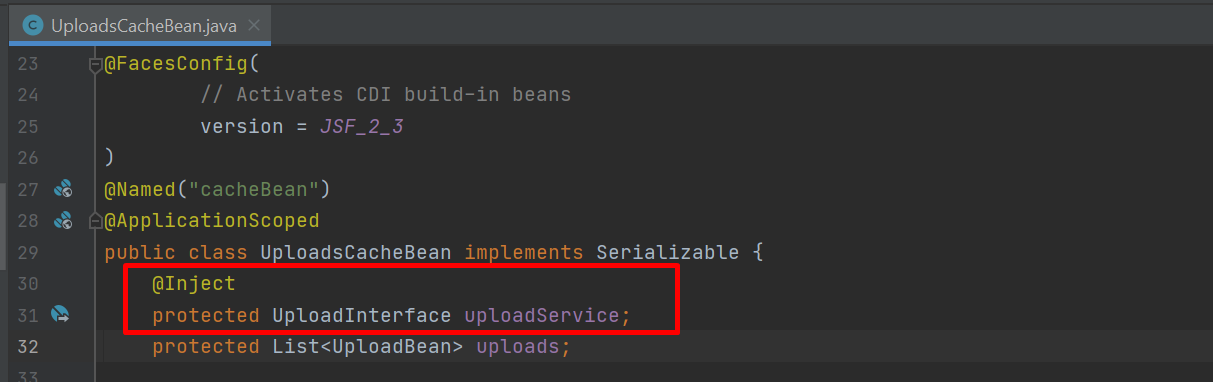 C UploadsCacheBean.java ×
23 @FacesConfig(
24 // Activates CDI build-in beans
25 version = JSF_2_3
26 )
27 @Named("cacheBean")
28 @ApplicationScoped
29 public class UploadsCacheBean implements Serializable {
30 @Inject
31 protected UploadInterface uploadService;
32 protected List<UploadBean> uploads;
33